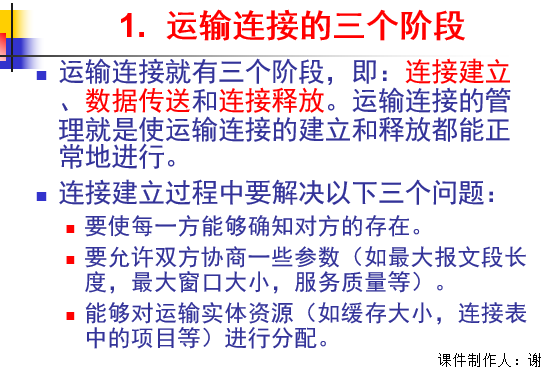 1. 运输连接的三个阶段
运输连接就有三个阶段，即：连接建立
、数据传送和连接释放。运输连接的管
理就是使运输连接的建立和释放都能正
常地进行。
连接建立过程中要解决以下三个问题：
要使每一方能够确知对方的存在。
要允许双方协商一些参数（如最大报文段长
度，最大窗口大小，服务质量等）。
能够对运输实体资源（如缓存大小，连接表
中的项目等）进行分配。
课件制作人：谢